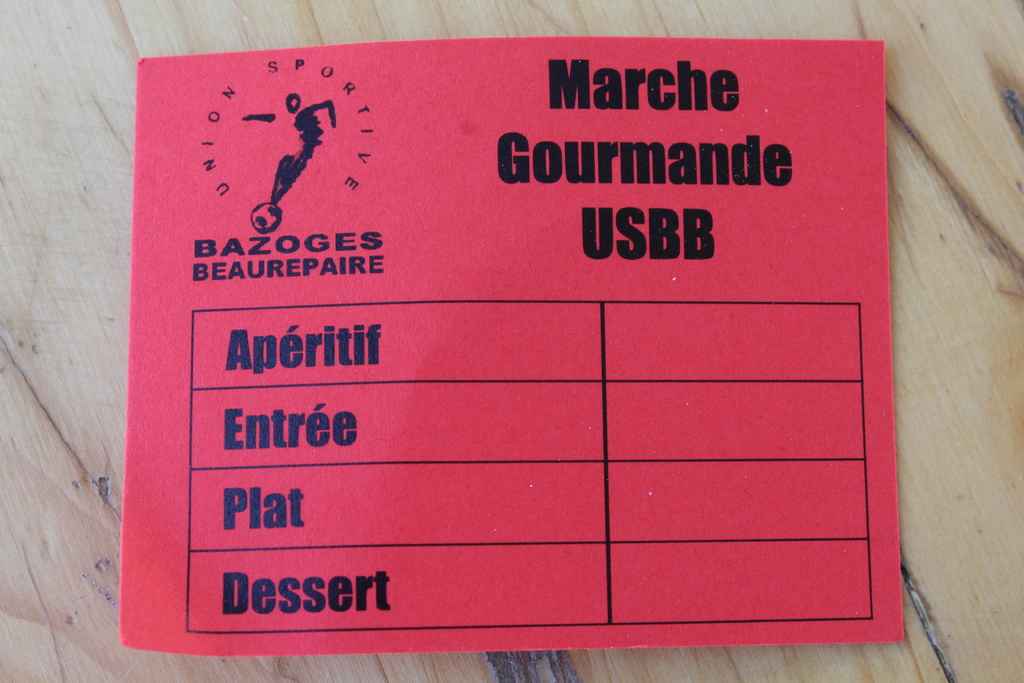 UNION SPORTIVE
BAZOGES
BEAUREPAIRE
Marche
Gourmande
USBB
Apéritif
Entrée
Plat
Dessert